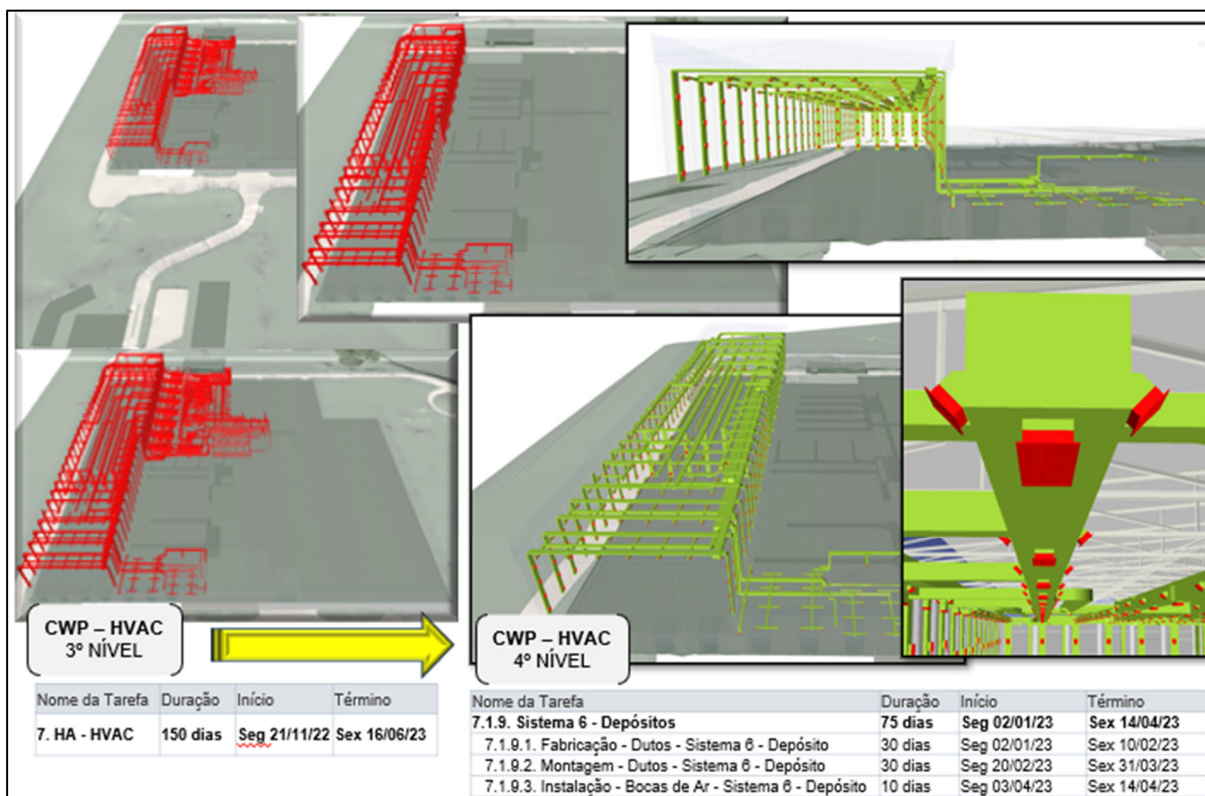 CWP – HVAC
3º NÍVEL
Nome da Tarefa Duração Início Término
7. HA - HVAC 150 dias Seg 21/11/22 Sex 16/06/23
CWP – HVAC
4º NÍVEL
Nome da Tarefa Duração Início Término
7.1.9. Sistema 6 - Depósitos 75 dias Seg 02/01/23 Sex 14/04/23
7.1.9.1. Fabricação - Dutos - Sistema 6 - Depósito 30 dias Seg 02/01/23 Sex 10/02/23
7.1.9.2. Montagem - Dutos - Sistema 6 - Depósito 30 dias Seg 20/02/23 Sex 31/03/23
7.1.9.3. Instalação - Bocas de Ar - Sistema 6 - Depósito 10 dias Seg 03/04/23 Sex 14/04/23